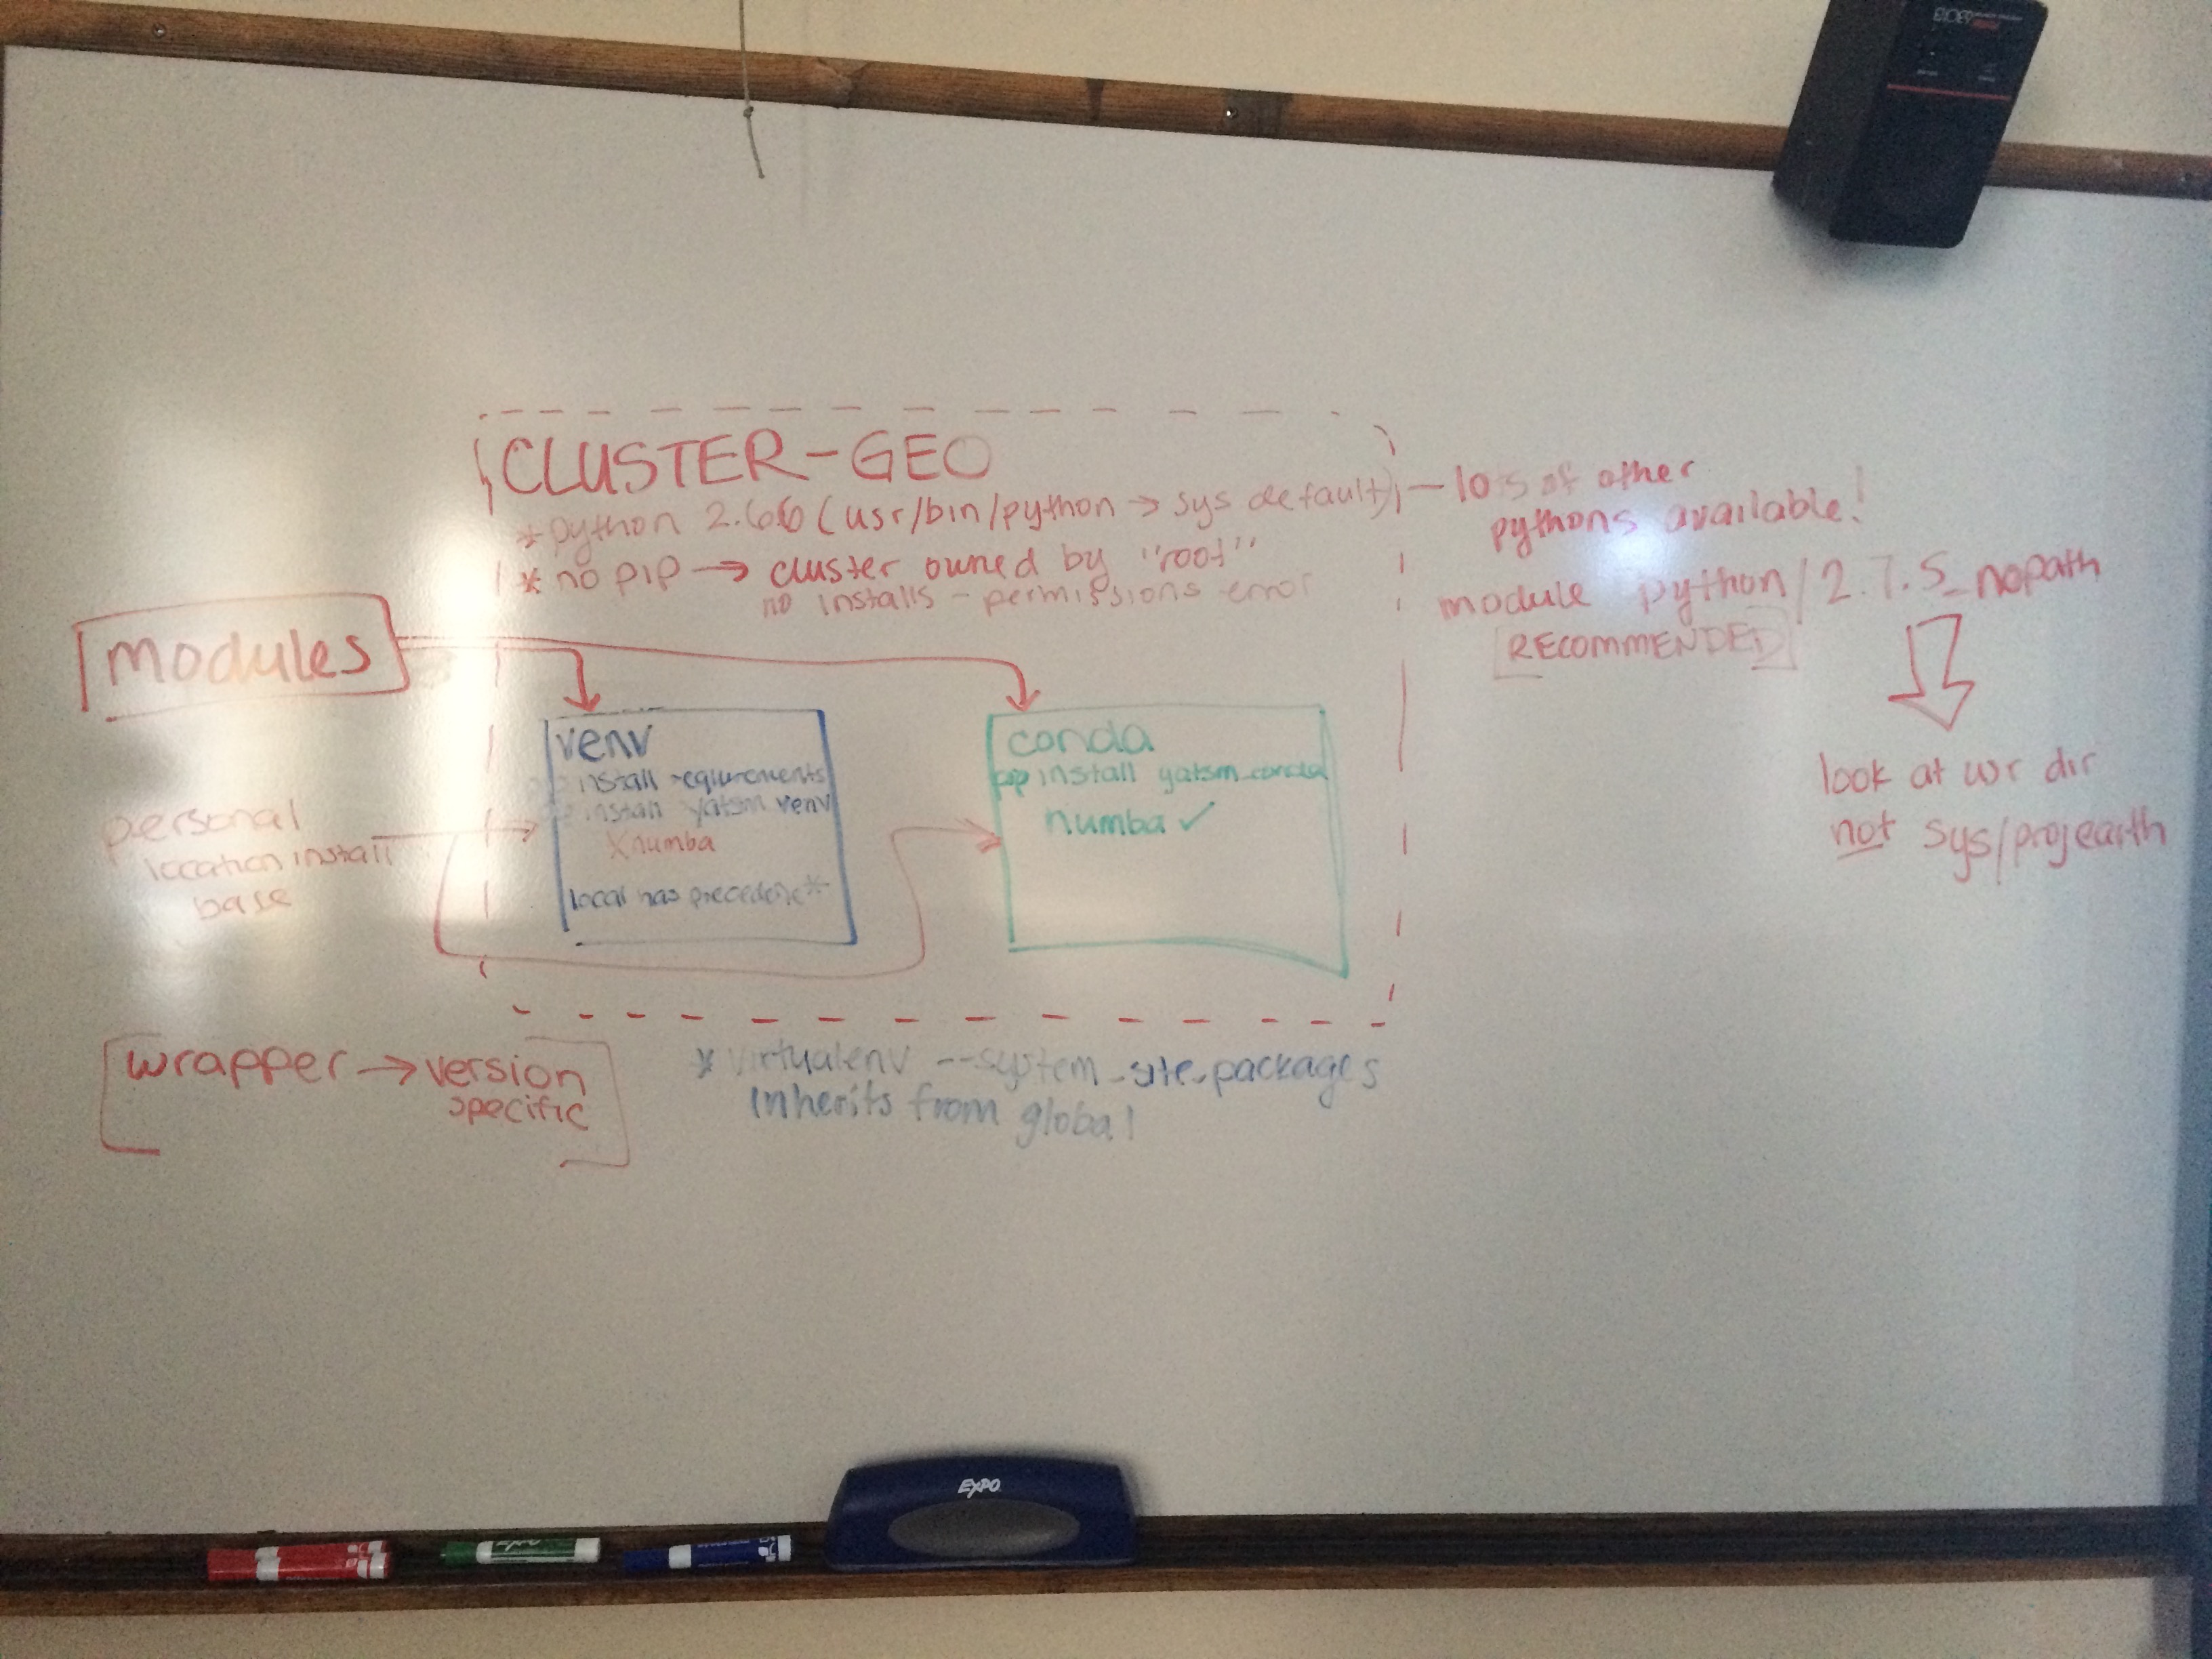 CLUSTER-GEO
*python 2.6.6 (usr/bin/python → sys default) — lots of other
pythons available!
* no pip → cluster owned by "root"
no installs - permissions error
module python/2.7.5_nopath
[RECOMMENDED]
look at ur dir
not sys/projearth
modules
venv
install requirements
install yatsm venv
X numba
local has precedenc*
conda
pip install yatsm_conda
numba ✓
personal
location install
base
wrapper → version
specific
* virtualenv --system-site-packages
inherits from global
EXPO